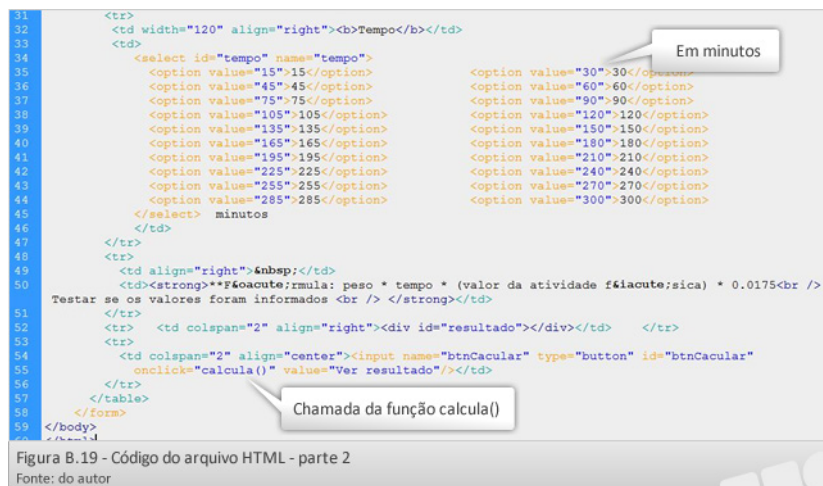 31 <tr>
32 <td width="120" align="right"><b>Tempo</b></td>
33 <td>
Em minutos
34 <select id="tempo" name="tempo">
35 <option value="15">15</option> <option value="30">30</option>
36 <option value="45">45</option> <option value="60">60</option>
37 <option value="75">75</option> <option value="90">90</option>
38 <option value="105">105</option> <option value="120">120</option>
39 <option value="135">135</option> <option value="150">150</option>
40 <option value="165">165</option> <option value="180">180</option>
41 <option value="195">195</option> <option value="210">210</option>
42 <option value="225">225</option> <option value="240">240</option>
43 <option value="255">255</option> <option value="270">270</option>
44 <option value="285">285</option> <option value="300">300</option>
45 </select> minutos
46 </td>
47 </tr>
48 <tr>
49 <td align="right">&nbsp;</td>
50 <td><strong>**F&oacute;rmula: peso * tempo * (valor da atividade f&iacute;sica) * 0.0175<br />
Testar se os valores foram informados <br /> </strong></td>
51 </tr>
52 <tr> <td colspan="2" align="right"><div id="resultado"></div></td> </tr>
53 <tr>
54 <td colspan="2" align="center"><input name="btnCacular" type="button" id="btnCacular"
55 onclick="calcula()" value="Ver resultado"/></td>
56 </tr>
57 </table>
Chamada da função calcula()
58 </form>
59 </body>
60 </html>
Figura B.19 - Código do arquivo HTML - parte 2
Fonte: do autor